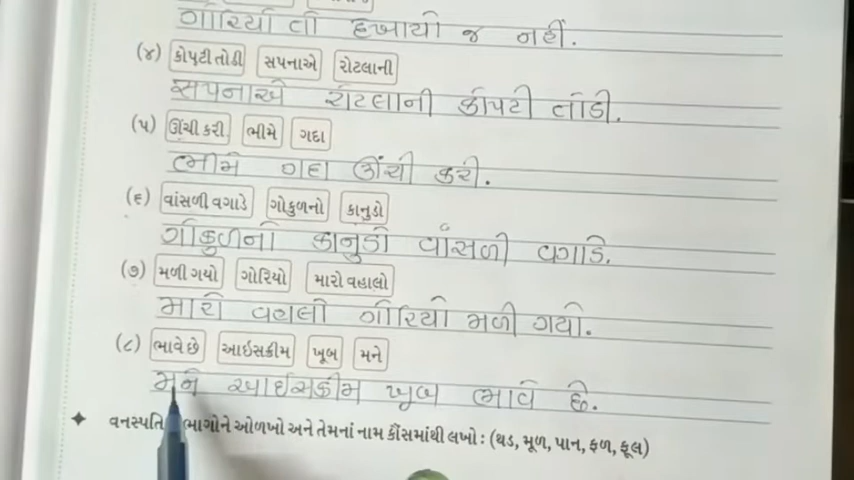 ગોરિયો તો દેખાયો જ નહીં.
(૪) કોપટી તોડી સપનાએ રોટલાની
સપનાએ રોટલાની કોપટી તોડી.
(૫) ઊંચી કરી ભીમે ગદા
ભીમે ગદા ઊંચી કરી.
(૬) વાંસળી વગાડે ગોકુળનો કાનુડો
ગોકુળનો કાનુડો વાંસળી વગાડે.
(૭) મળી ગયો ગોરિયો મારો વહાલો
મારો વહાલો ગોરિયો મળી ગયો.
(૮) ભાવે છે આઇસક્રીમ ખૂબ મને
મને આઇસક્રીમ ખૂબ ભાવે છે.
વનસ્પતિ ભાગોને ઓળખો અને તેમનાં નામ કૌંસમાંથી લખો : (થડ, મૂળ, પાન, ફળ, ફૂલ)